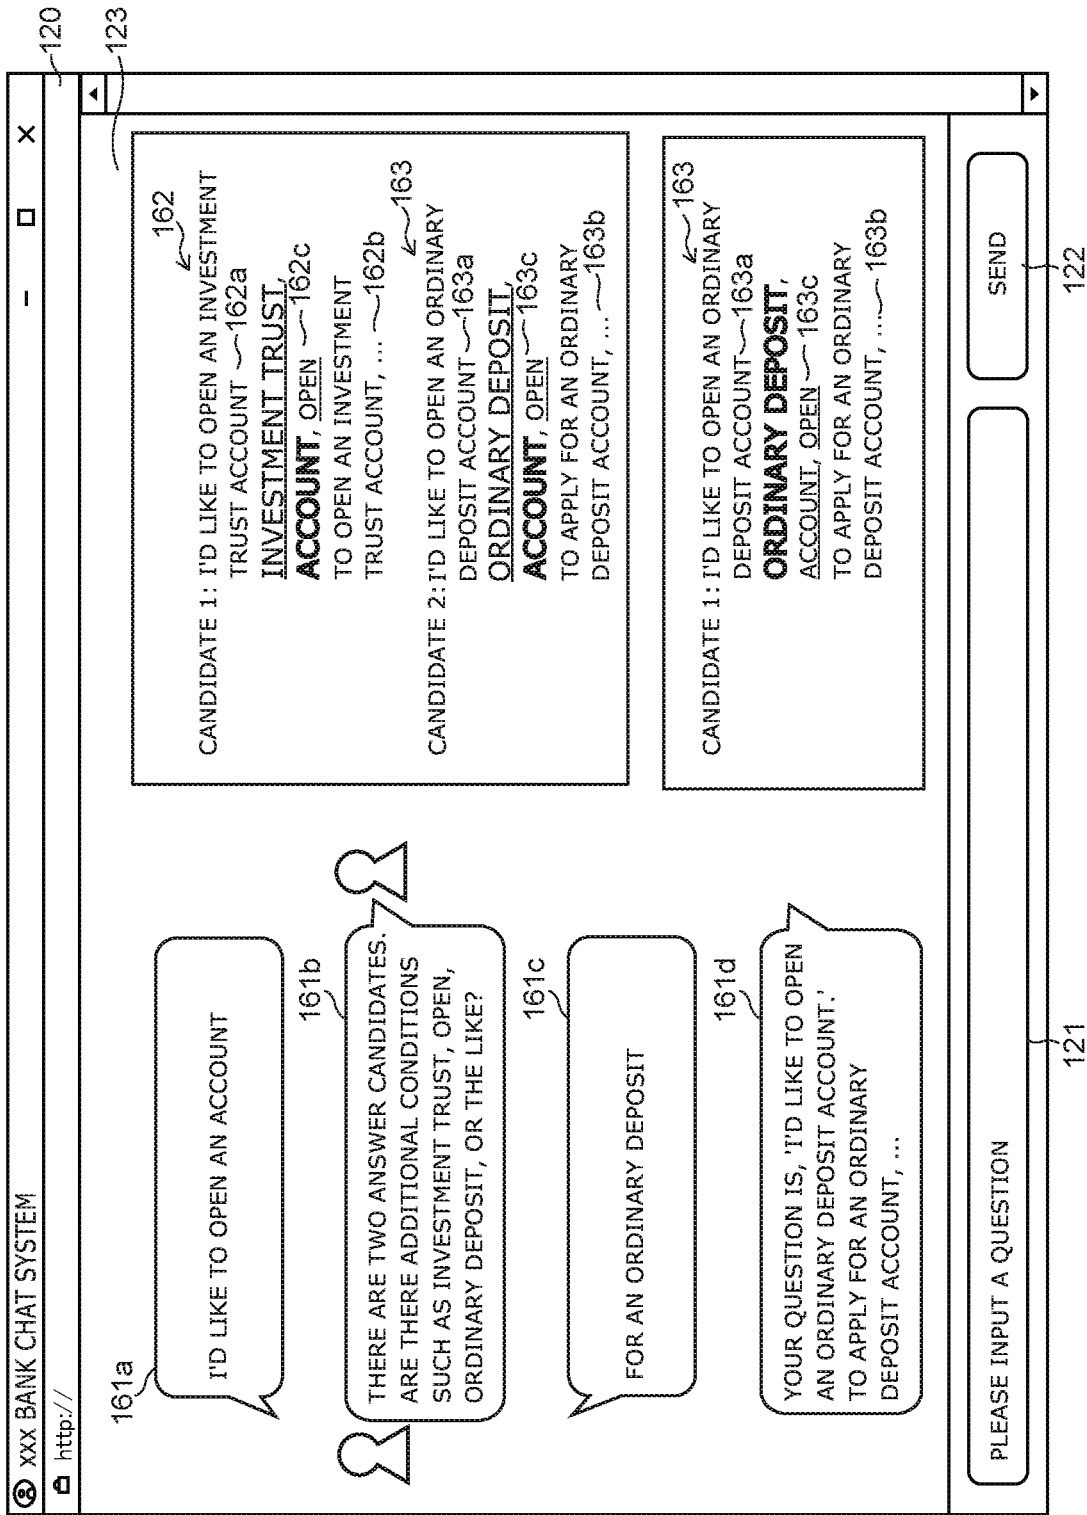 xxx BANK CHAT SYSTEM
http://
120
123
161a
I'D LIKE TO OPEN AN ACCOUNT
161b
THERE ARE TWO ANSWER CANDIDATES.
ARE THERE ADDITIONAL CONDITIONS
SUCH AS INVESTMENT TRUST, OPEN,
ORDINARY DEPOSIT, OR THE LIKE?
161c
FOR AN ORDINARY DEPOSIT
161d
YOUR QUESTION IS, 'I'D LIKE TO OPEN
AN ORDINARY DEPOSIT ACCOUNT.'
TO APPLY FOR AN ORDINARY
DEPOSIT ACCOUNT, ...
162
CANDIDATE 1: I'D LIKE TO OPEN AN INVESTMENT
TRUST ACCOUNT 162a
INVESTMENT TRUST,
ACCOUNT, OPEN 162c
TO OPEN AN INVESTMENT
TRUST ACCOUNT, ... 162b
163
CANDIDATE 2: I'D LIKE TO OPEN AN ORDINARY
DEPOSIT ACCOUNT 163a
ORDINARY DEPOSIT,
ACCOUNT, OPEN 163c
TO APPLY FOR AN ORDINARY
DEPOSIT ACCOUNT, ... 163b
163
CANDIDATE 1: I'D LIKE TO OPEN AN ORDINARY
DEPOSIT ACCOUNT 163a
ORDINARY DEPOSIT,
ACCOUNT, OPEN 163c
TO APPLY FOR AN ORDINARY
DEPOSIT ACCOUNT, ... 163b
PLEASE INPUT A QUESTION
SEND
121
122